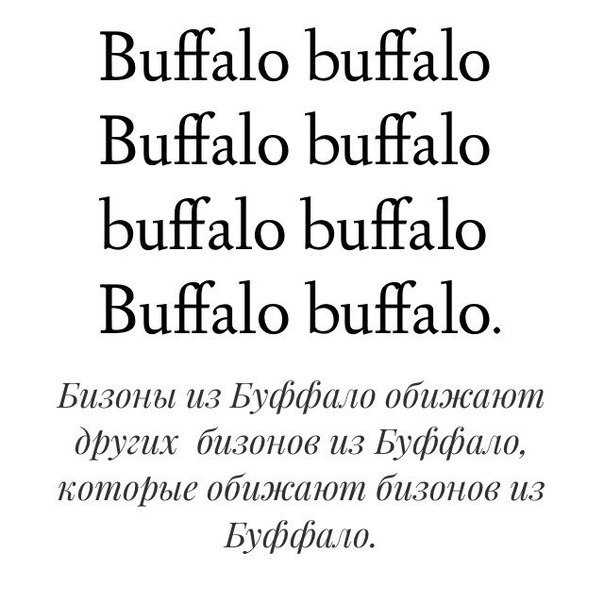 Buffalo buffalo
Buffalo buffalo
buffalo buffalo
Buffalo buffalo.
Бизоны из Буффало обижают
других бизонов из Буффало,
которые обижают бизонов из
Буффало.